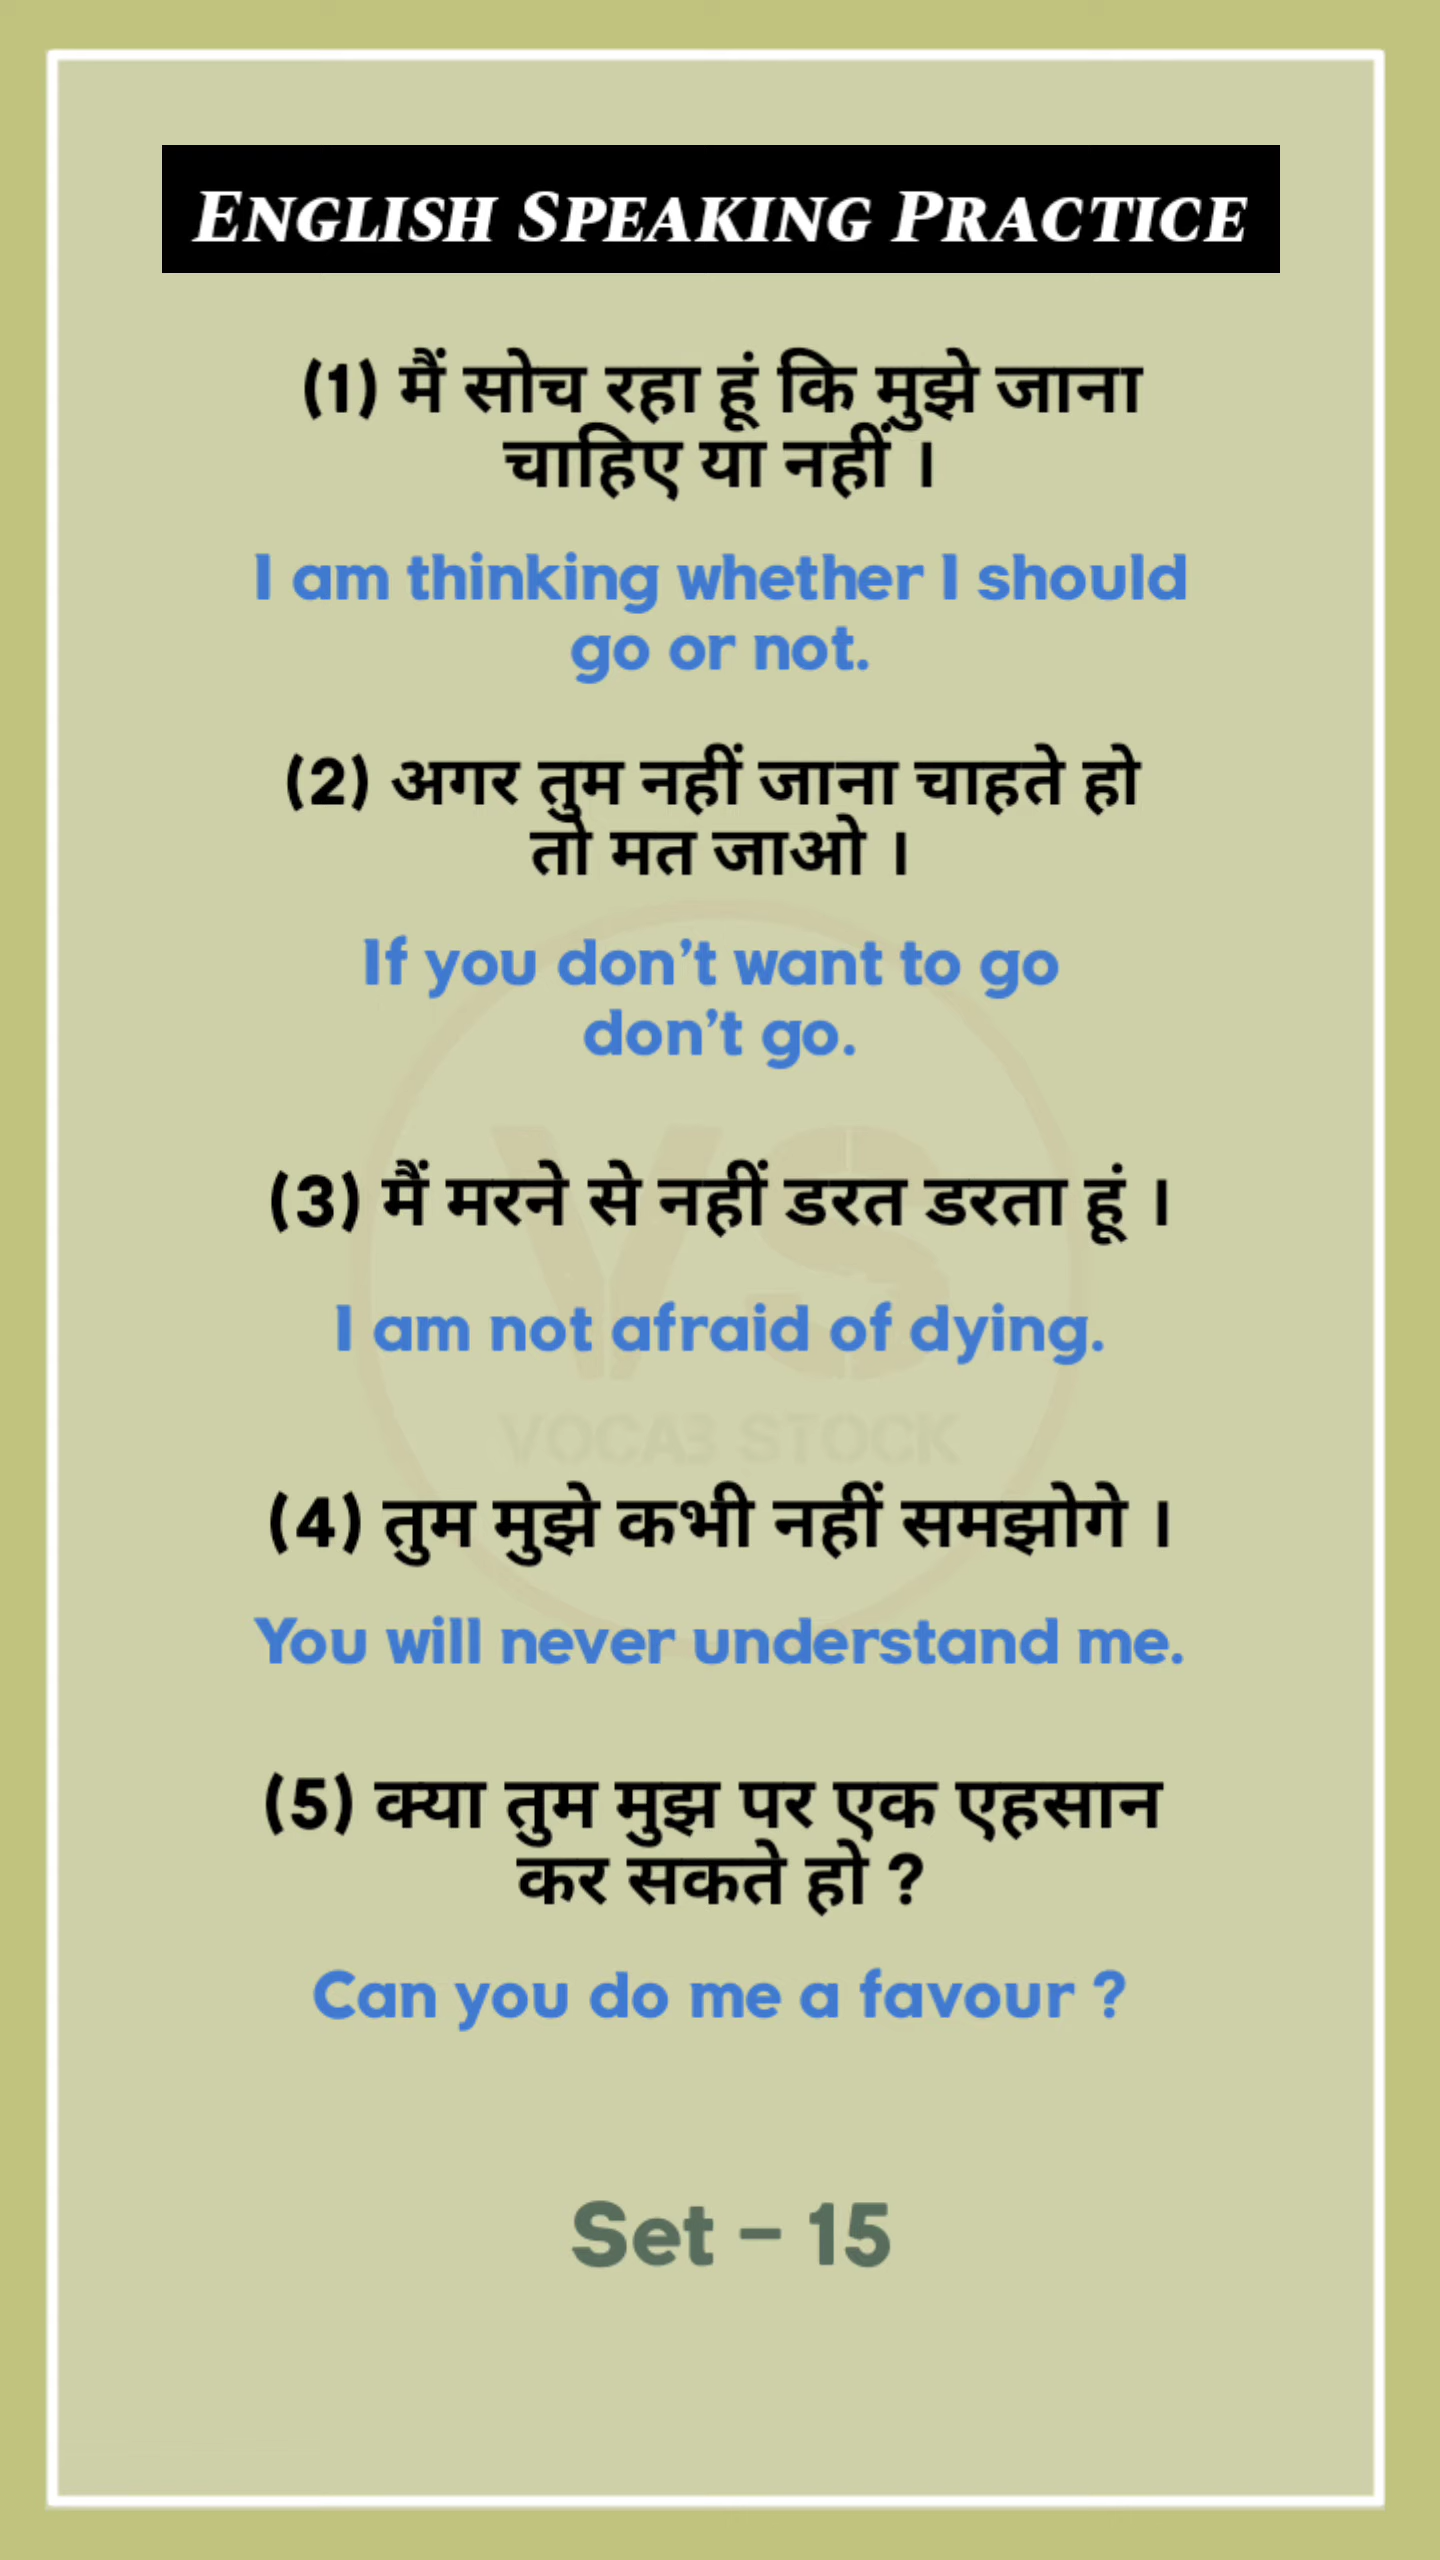 ENGLISH SPEAKING PRACTICE
(1) मैं सोच रहा हूं कि मुझे जाना
चाहिए या नहीं ।
I am thinking whether I should
go or not.
(2) अगर तुम नहीं जाना चाहते हो
तो मत जाओ ।
If you don’t want to go
don’t go.
(3) मैं मरने से नहीं डरत डरता हूं ।
I am not afraid of dying.
VS
VOCAB STOCK
(4) तुम मुझे कभी नहीं समझोगे ।
You will never understand me.
(5) क्या तुम मुझ पर एक एहसान
कर सकते हो ?
Can you do me a favour ?
Set – 15